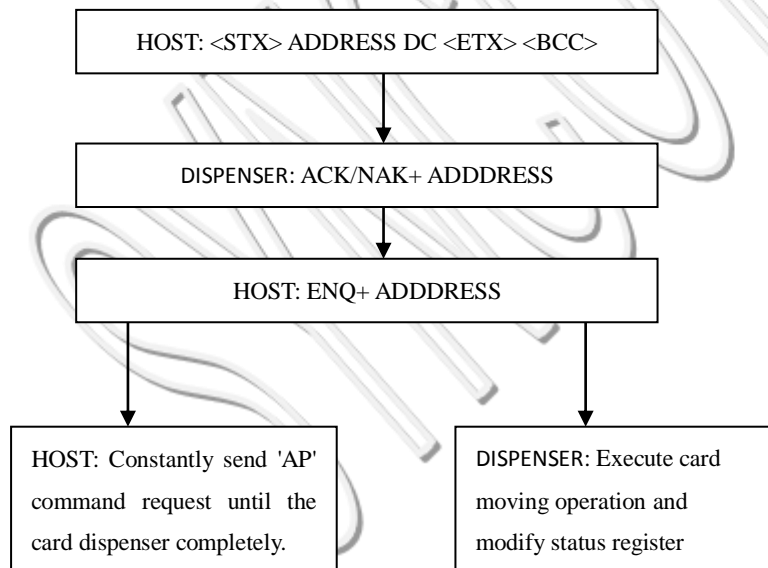 HOST: <STX> ADDRESS DC <ETX> <BCC>
DISPENSER: ACK/NAK+ ADDDRESS
HOST: ENQ+ ADDDRESS
HOST: Constantly send 'AP'
command request until the
card dispenser completely.
DISPENSER: Execute card
moving operation and
modify status register